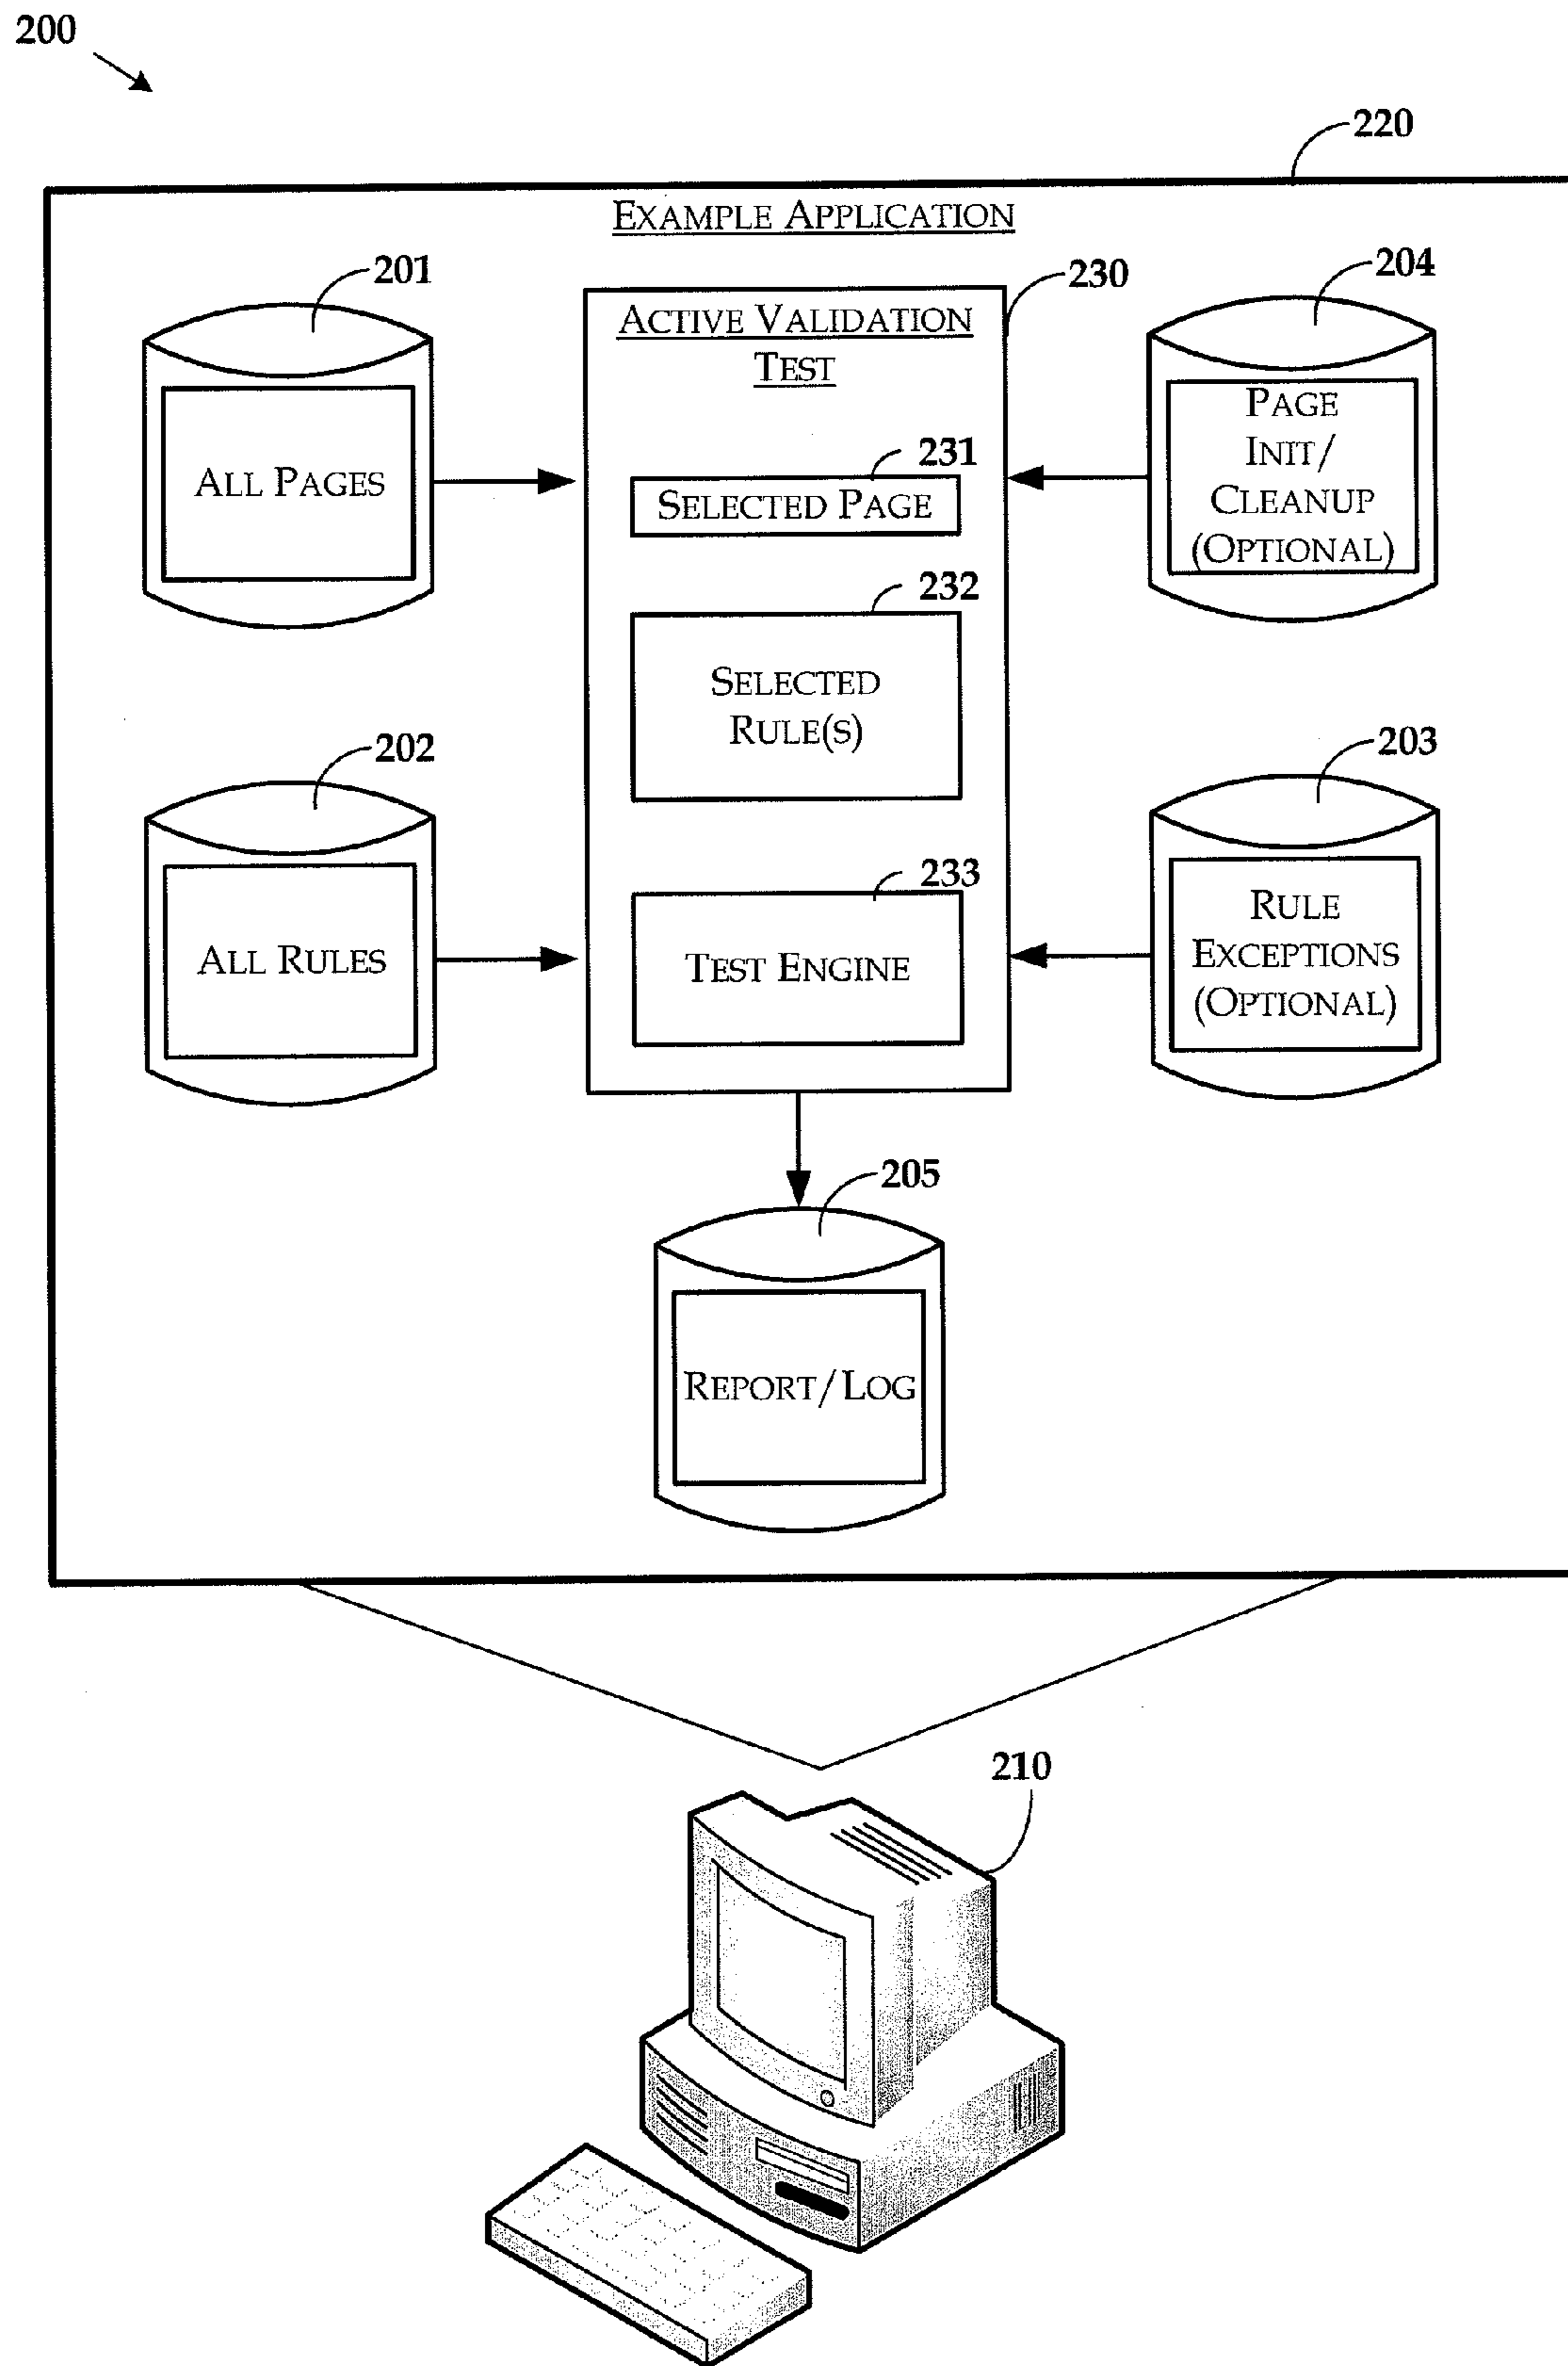 200
220
EXAMPLE APPLICATION
201
230
204
ACTIVE VALIDATION
TEST
ALL PAGES
231
SELECTED PAGE
PAGE
INIT/
CLEANUP
(OPTIONAL)
232
SELECTED
RULE(S)
202
203
ALL RULES
233
TEST ENGINE
RULE
EXCEPTIONS
(OPTIONAL)
205
REPORT/LOG
210